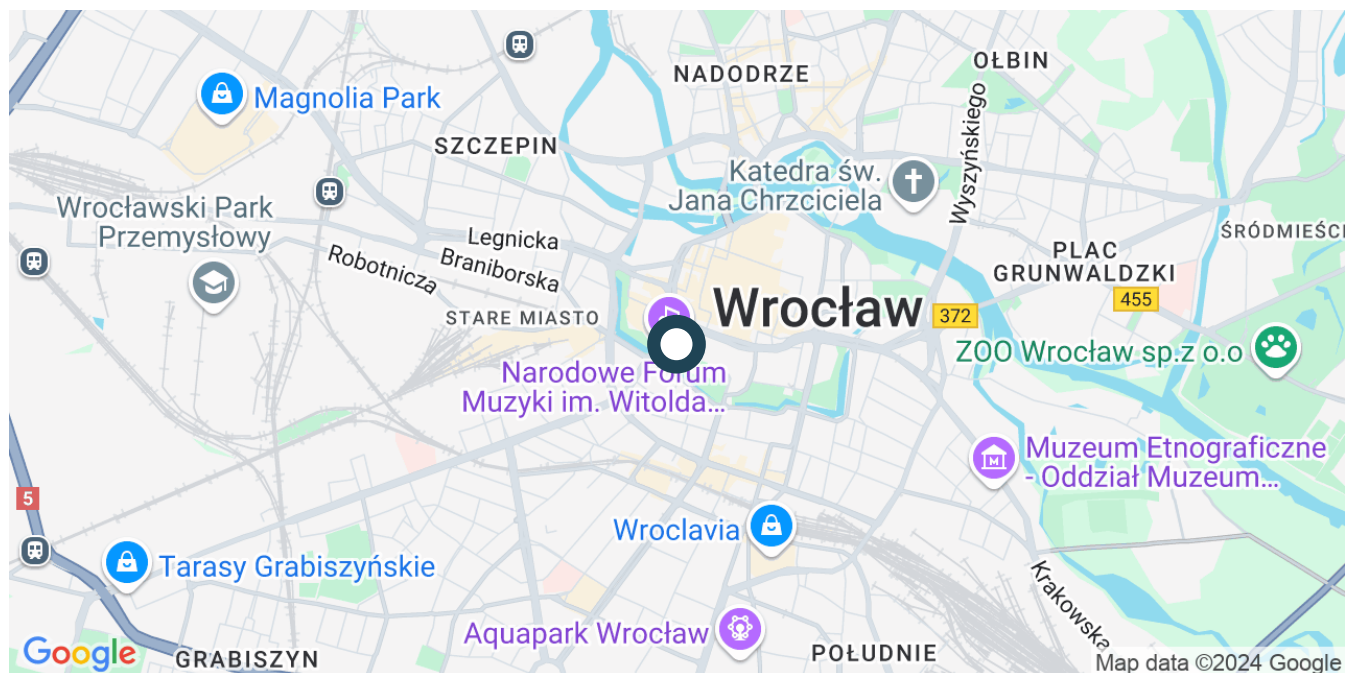 OŁBIN
NADODRZE
Magnolia Park
SZCZEPIN
Wyszyńskiego
Katedra św.
Jana Chrzciciela
Wrocławski Park
Przemysłowy
Legnicka
Braniborska
Robotnicza
ŚRÓDMIEŚCI
PLAC
GRUNWALDZKI
455
Wrocław
372
STARE MIASTO
ZOO Wrocław sp.z o.o
Narodowe Forum
Muzyki im. Witolda...
Muzeum Etnograficzne
- Oddział Muzeum...
M
5
Wroclavia
Tarasy Grabiszyńskie
Krakowska
Aquapark Wrocław
POŁUDNIE
Google
GRABISZYN
Map data ©2024 Google